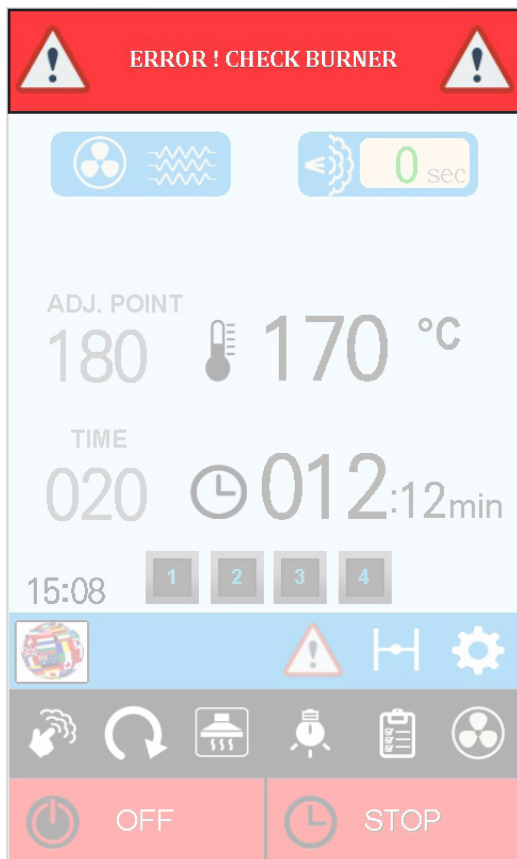 ERROR ! CHECK BURNER
0 sec
ADJ. POINT
180
170 °C
TIME
020
012:12min
15:08
1
2
3
4
OFF
STOP